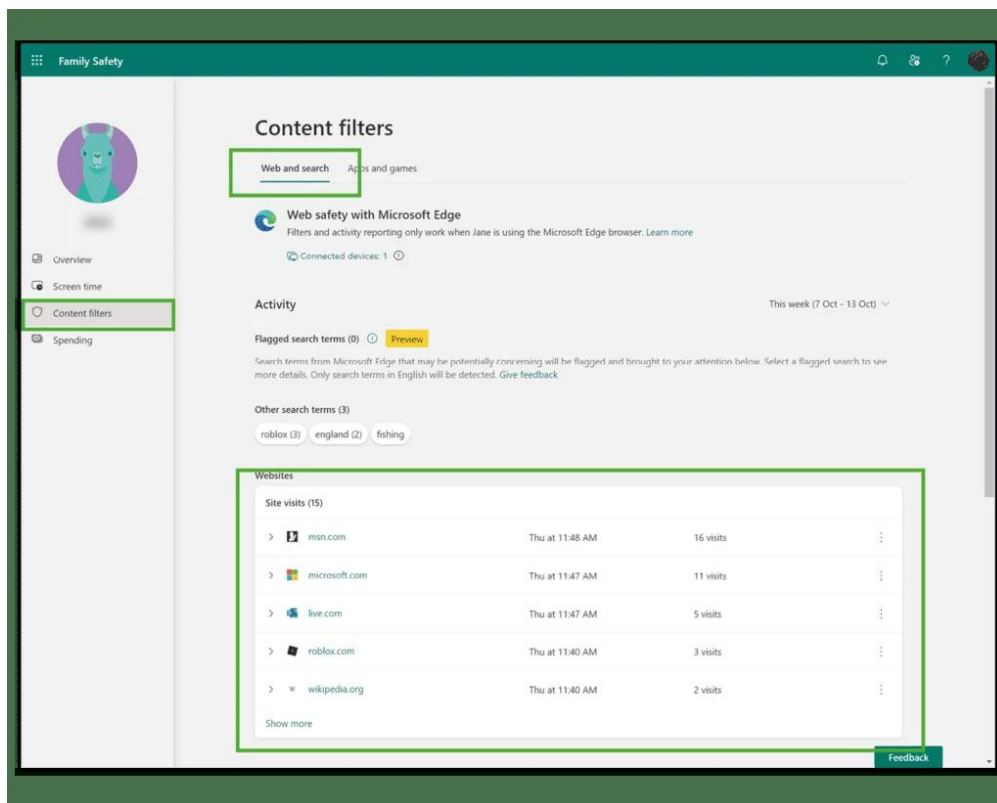 Family Safety
?
Content filters
Web and search Apps and games
Web safety with Microsoft Edge
Filters and activity reporting only work when Jane is using the Microsoft Edge browser. Learn more
Connected devices: 1
Overview
Screen time
Content filters
Spending
Activity
This week (7 Oct - 13 Oct)
Flagged search terms (0) Preview
Search terms from Microsoft Edge that may be potentially concerning will be flagged and brought to your attention below. Select a flagged search to see
more details. Only search terms in English will be detected. Give feedback
Other search terms (3)
roblox (3) england (2) fishing
Websites
Site visits (15)
msn.com Thu at 11:48 AM 16 visits
microsoft.com Thu at 11:47 AM 11 visits
live.com Thu at 11:47 AM 5 visits
roblox.com Thu at 11:40 AM 3 visits
W wikipedia.org Thu at 11:40 AM 2 visits
Show more
Feedback